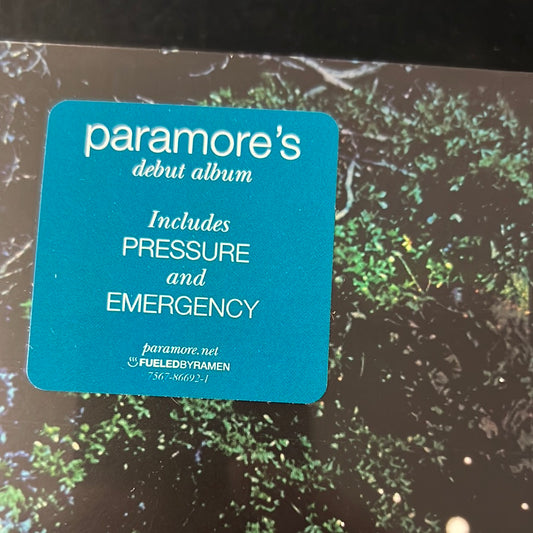 paramore's
debut album
Includes
PRESSURE
and
EMERGENCY
paramore.net
FUELEDBYRAMEN
7567-86692-1